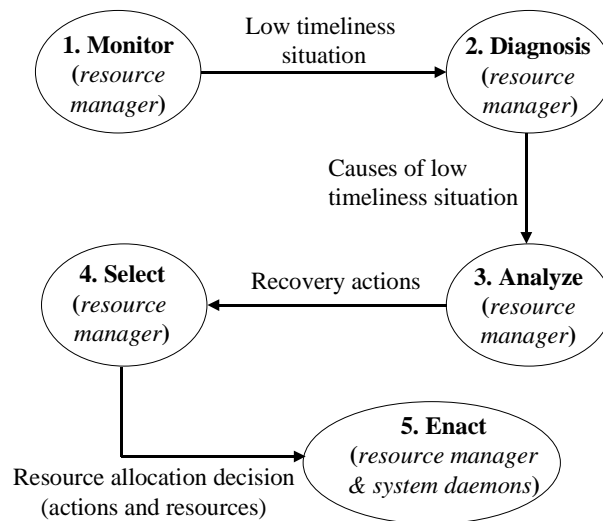 1. Monitor
(resource
manager)
Low timeliness
situation
2. Diagnosis
(resource
manager)
Causes of low
timeliness situation
3. Analyze
(resource
manager)
Recovery actions
4. Select
(resource
manager)
Resource allocation decision
(actions and resources)
5. Enact
(resource manager
& system daemons)